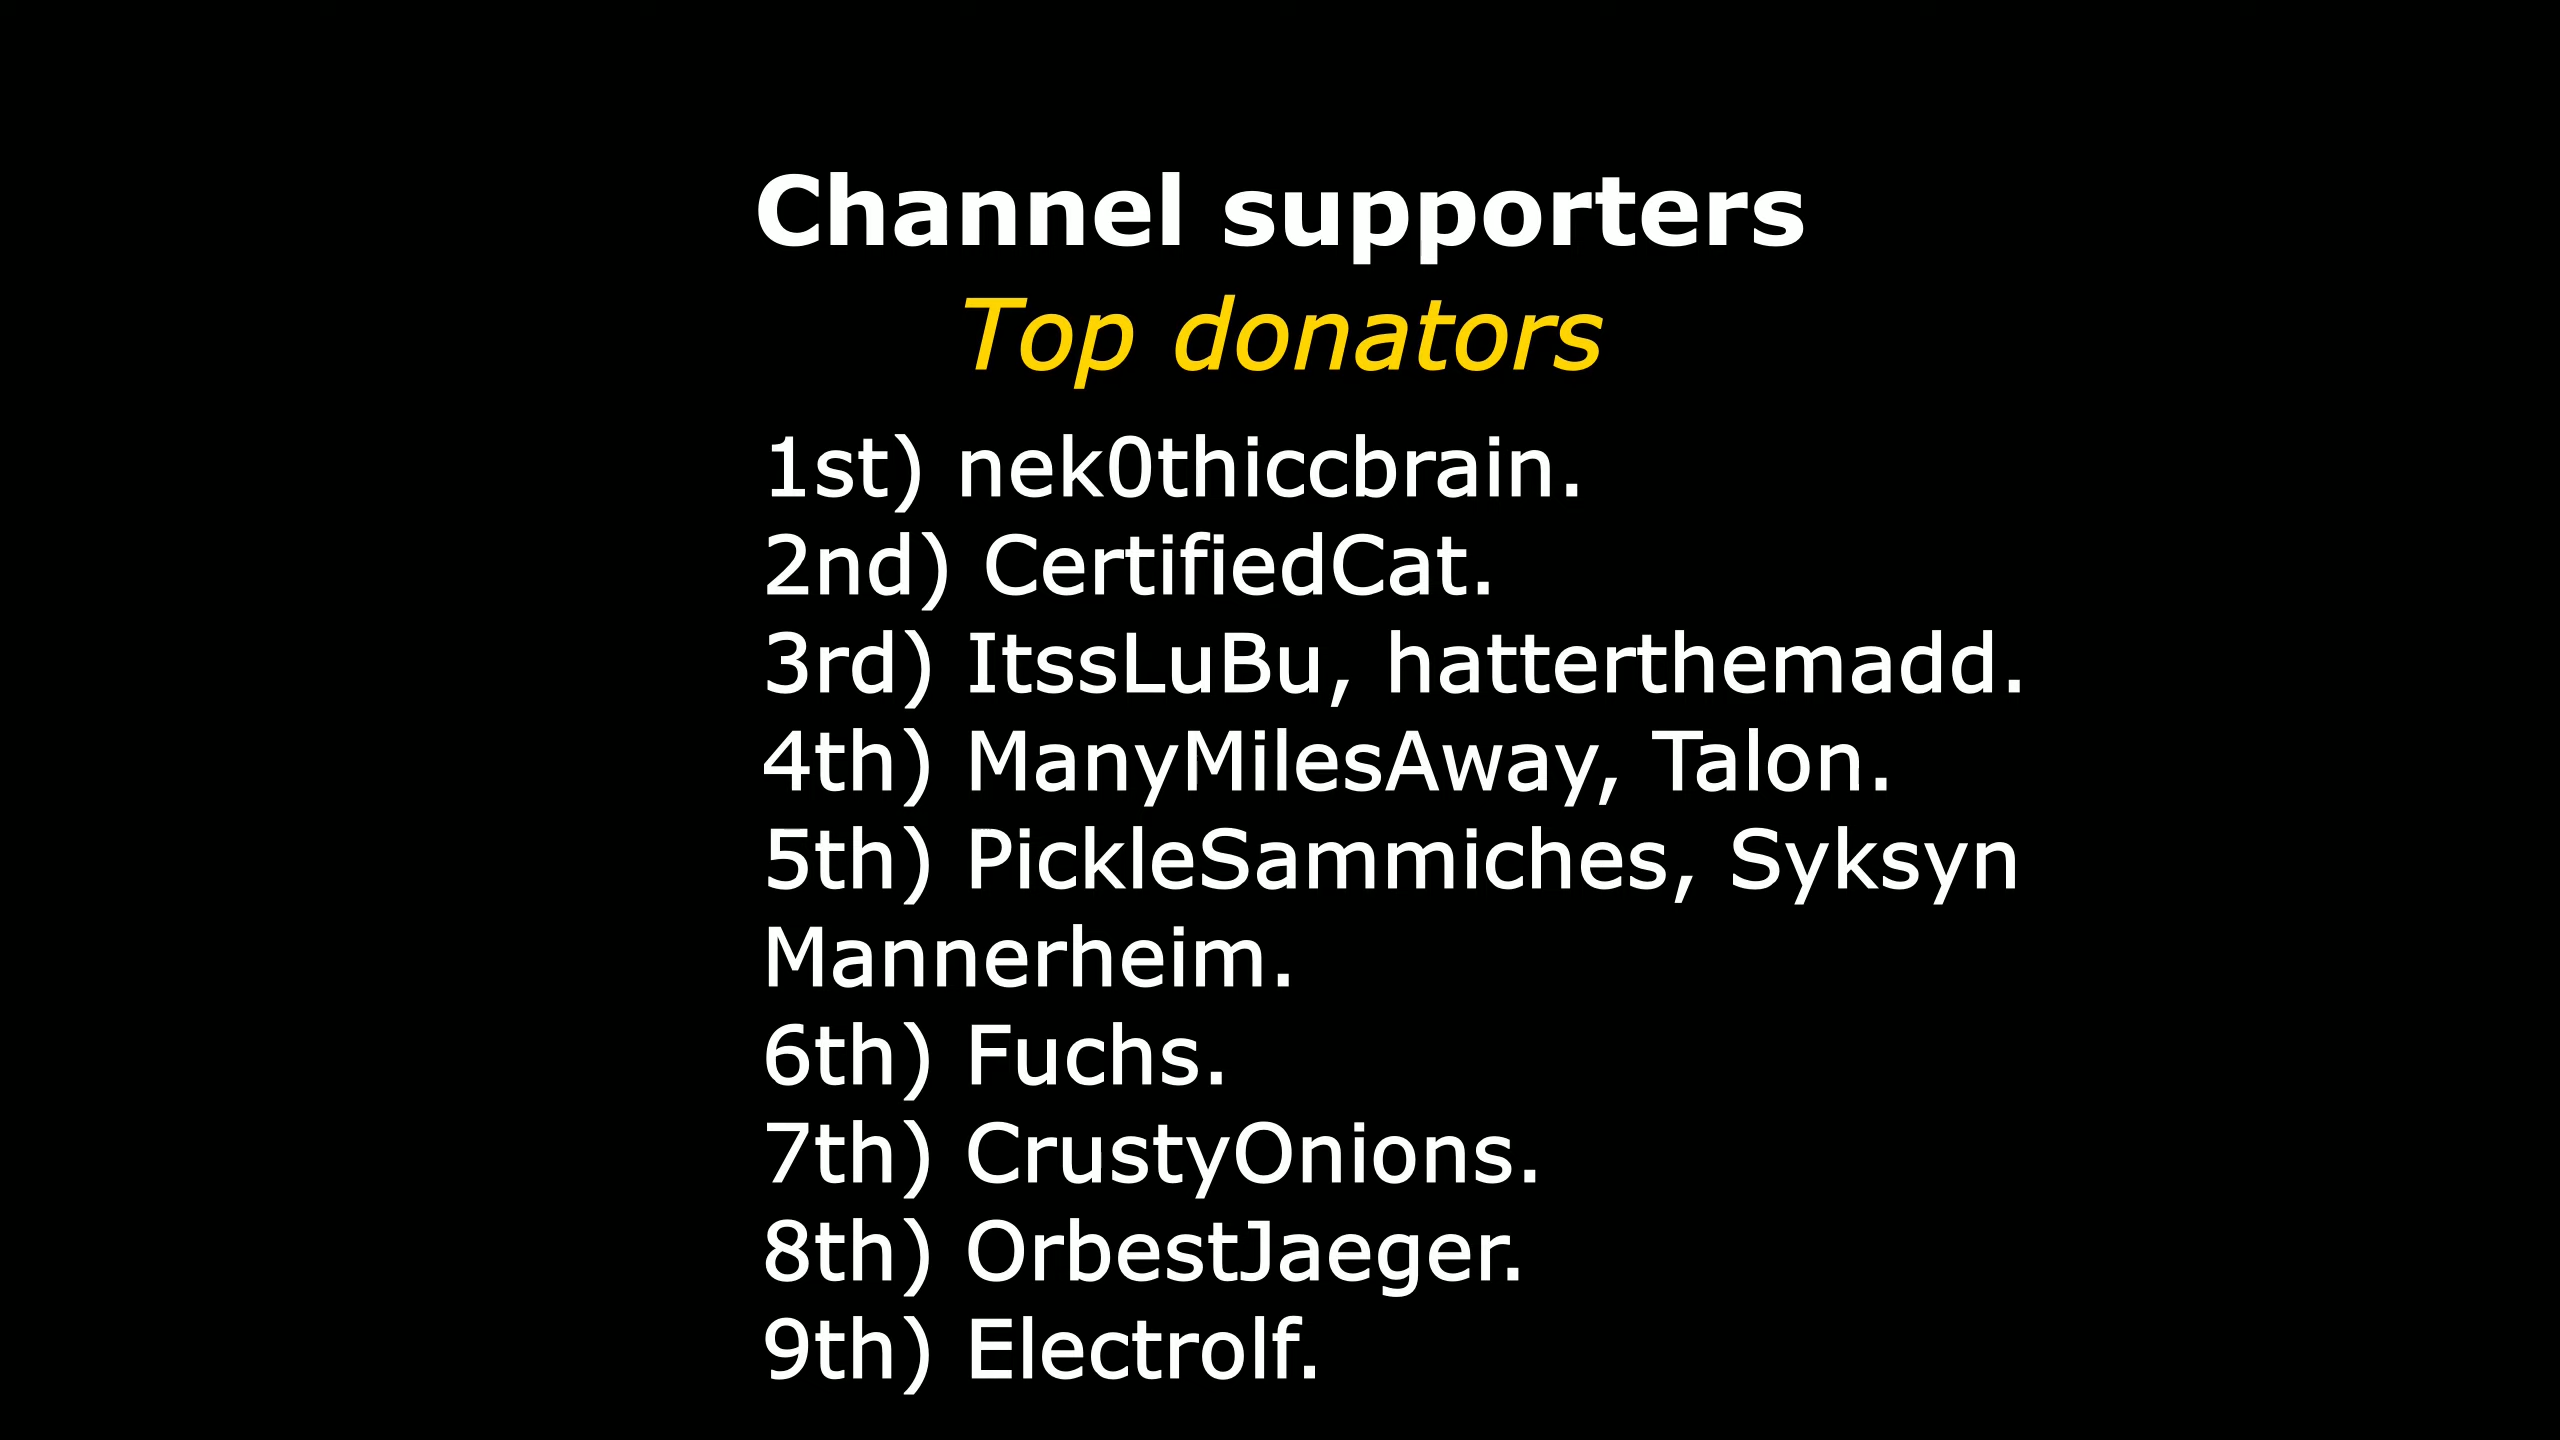 Channel supporters
Top donators
1st) nek0thiccbrain.
2nd) CertifiedCat.
3rd) ItssLuBu, hatterthemadd.
4th) ManyMilesAway, Talon.
5th) PickleSammiches, Syksyn
Mannerheim.
6th) Fuchs.
7th) CrustyOnions.
8th) OrbestJaeger.
9th) Electrolf.